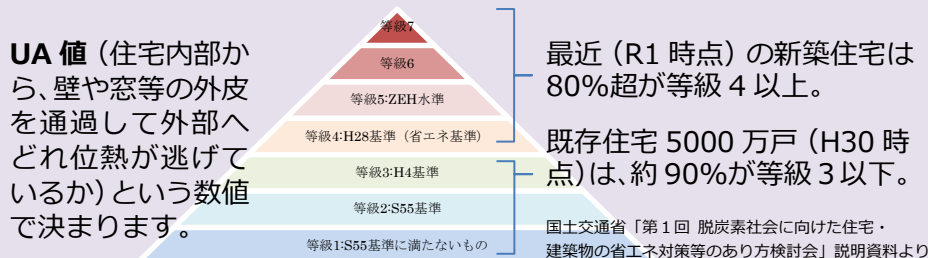 UA 値（住宅内部か
ら、壁や窓等の外皮
を通過して外部へ
どれ位熱が逃げて
いるか）という数値
で決まります。
等級7
等級6
等級5:ZEH水準
等級4:H28基準（省エネ基準）
等級3:H4基準
等級2:S55基準
等級1:S55基準に満たないもの
最近（R1 時点）の新築住宅は
80%超が等級 4 以上。
既存住宅 5000 万戸（H30 時
点）は、約 90%が等級 3 以下。
国土交通省「第１回 脱炭素社会に向けた住宅・
建築物の省エネ対策等のあり方検討会」説明資料より